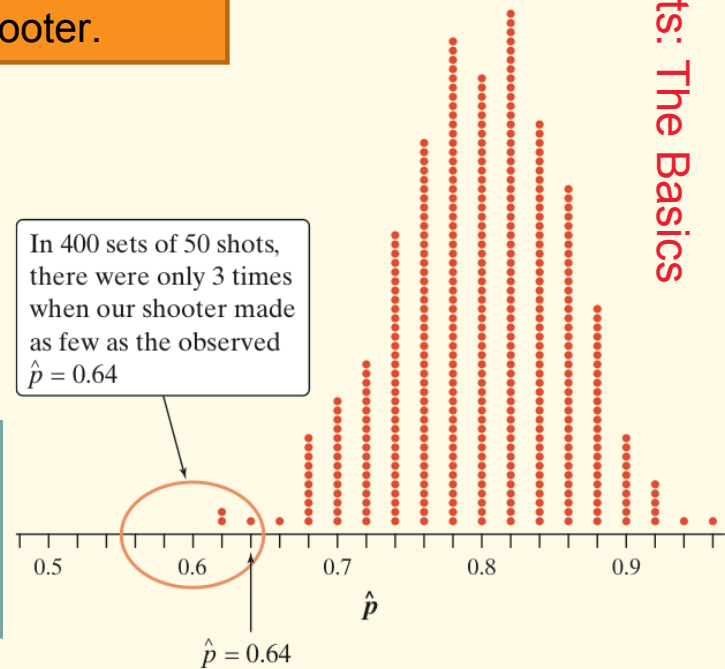 ooter.
ts: The Basics
In 400 sets of 50 shots,
there were only 3 times
when our shooter made
as few as the observed
p̂ = 0.64
0.5 0.6 0.7 0.8 0.9
p̂
p̂ = 0.64